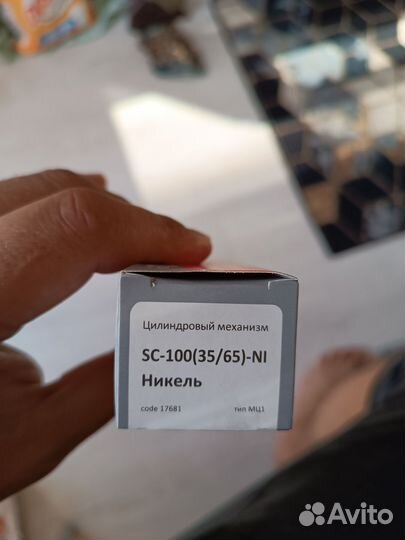 Цилиндровый механизм
SC-100(35/65)-NI
Никель
code 17681 тип МЦ1
Avito